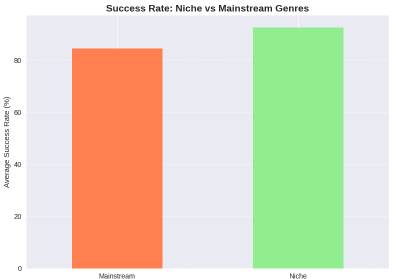 Success Rate: Niche vs Mainstream Genres
Average Success Rate (%)
80
60
40
20
0
Mainstream Niche